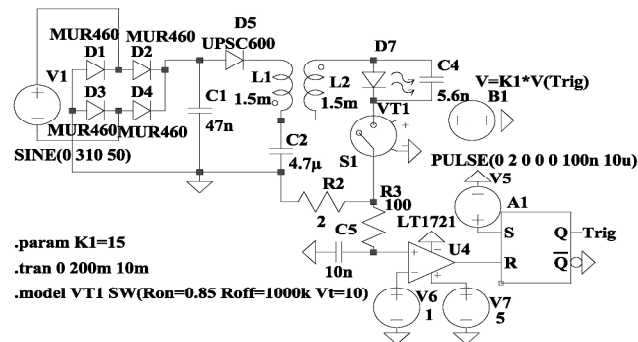 D5
MUR460 MUR460 UPSC600
D1 D2
V1
L1 L2
D7
C4
5.6n
V=K1*V(Trig)
B1
1.5m 1.5m
VT1
D3 D4
C1
47n
MUR460 MUR460
SINE(0 310 50)
C2
4.7µ
S1
PULSE(0 2 0 0 0 100n 10u)
V5
A1
R2
2
R3
100
LT1721
U4
C5
10n
S Q Trig
R Q
.param K1=15
.tran 0 200m 10m
.model VT1 SW(Ron=0.85 Roff=1000k Vt=10)
V6
1
V7
5